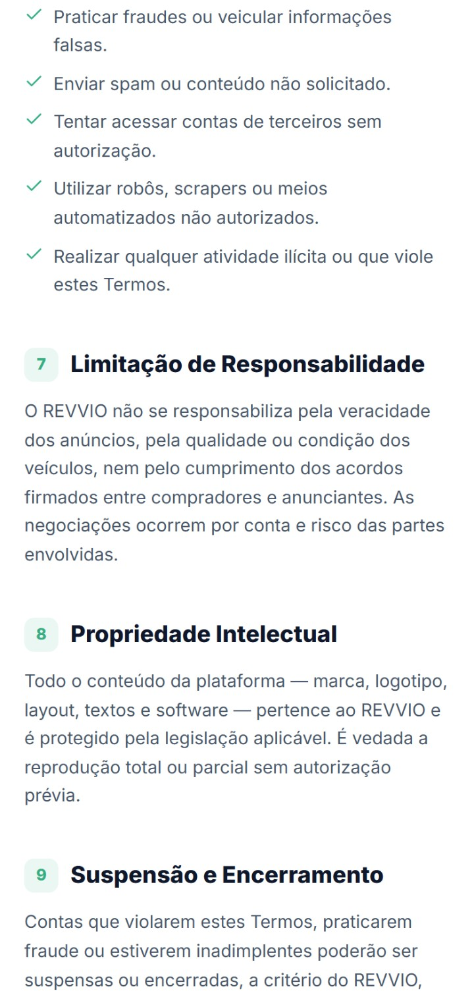 Praticar fraudes ou veicular informações
falsas.
Enviar spam ou conteúdo não solicitado.
Tentar acessar contas de terceiros sem
autorização.
Utilizar robôs, scrapers ou meios
automatizados não autorizados.
Realizar qualquer atividade ilícita ou que viole
estes Termos.
7 Limitação de Responsabilidade
O REVVIO não se responsabiliza pela veracidade
dos anúncios, pela qualidade ou condição dos
veículos, nem pelo cumprimento dos acordos
firmados entre compradores e anunciantes. As
negociações ocorrem por conta e risco das partes
envolvidas.
8 Propriedade Intelectual
Todo o conteúdo da plataforma — marca, logotipo,
layout, textos e software — pertence ao REVVIO e
é protegido pela legislação aplicável. É vedada a
reprodução total ou parcial sem autorização
prévia.
9 Suspensão e Encerramento
Contas que violarem estes Termos, praticarem
fraude ou estiverem inadimplentes poderão ser
suspensas ou encerradas, a critério do REVVIO,